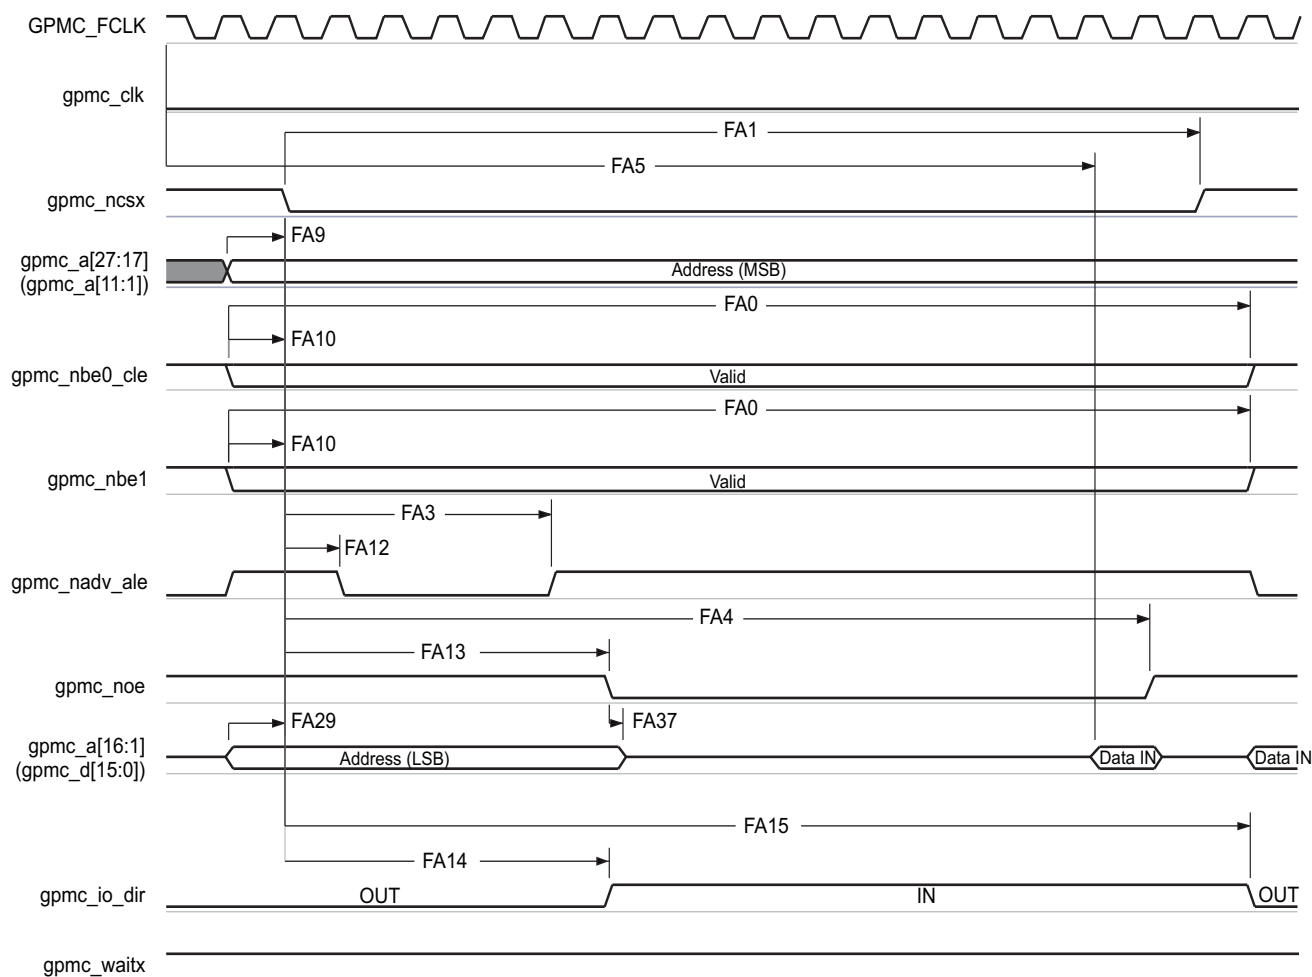 GPMC_FCLK
gpmc_clk
FA1
FA5
gpmc_ncsx
FA9
gpmc_a[27:17]
(gpmc_a[11:1])
Address (MSB)
FA0
FA10
gpmc_nbe0_cle
Valid
FA0
FA10
gpmc_nbe1
Valid
FA3
FA12
gpmc_nadv_ale
FA4
FA13
gpmc_noe
FA29
FA37
gpmc_a[16:1]
(gpmc_d[15:0])
Address (LSB)
Data IN
Data IN
FA15
FA14
gpmc_io_dir
OUT
IN
OUT
gpmc_waitx